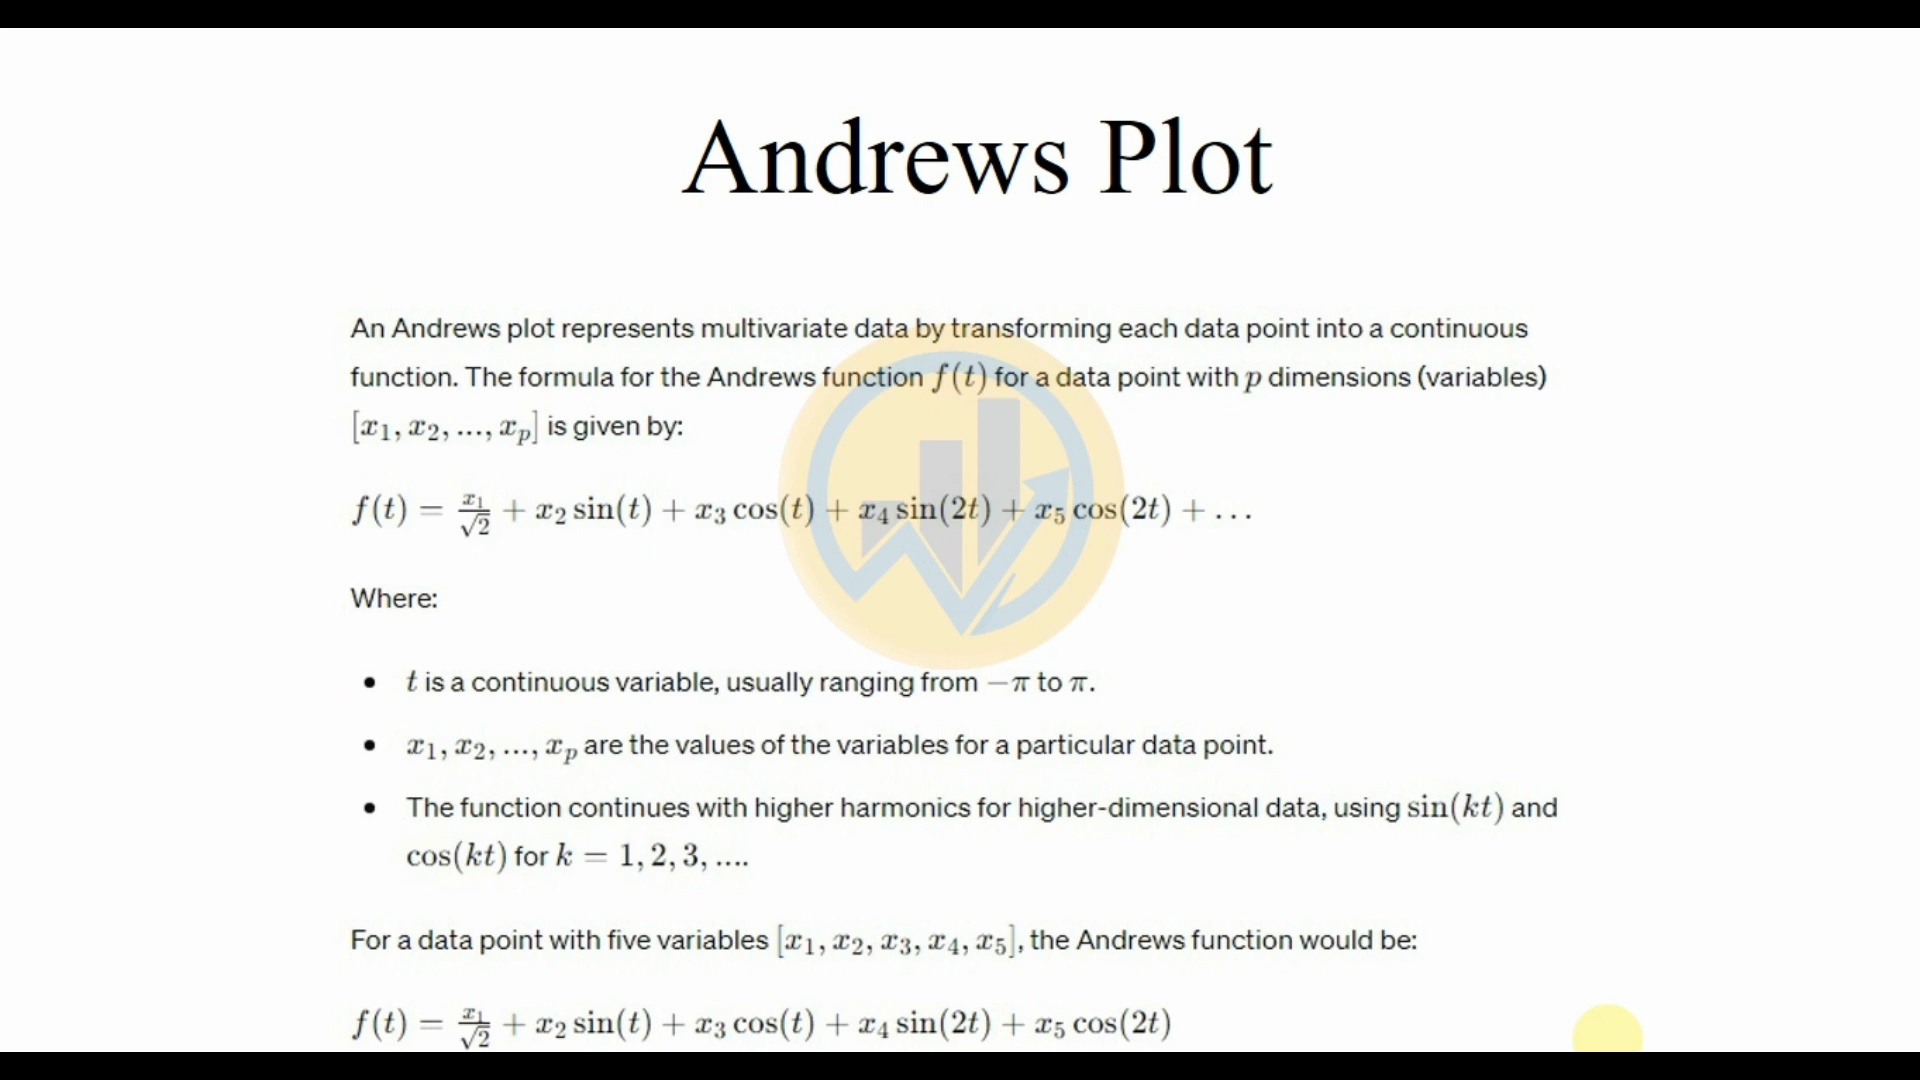 Andrews Plot
An Andrews plot represents multivariate data by transforming each data point into a continuous
function. The formula for the Andrews function f(t) for a data point with p dimensions (variables)
[x₁, x₂, ..., xₚ] is given by:
f(t) = x₁/√2 + x₂ sin(t) + x₃ cos(t) + x₄ sin(2t) + x₅ cos(2t) + …
Where:
• t is a continuous variable, usually ranging from −π to π.
• x₁, x₂, ..., xₚ are the values of the variables for a particular data point.
• The function continues with higher harmonics for higher-dimensional data, using sin(kt) and
cos(kt) for k = 1, 2, 3, ....
For a data point with five variables [x₁, x₂, x₃, x₄, x₅], the Andrews function would be:
f(t) = x₁/√2 + x₂ sin(t) + x₃ cos(t) + x₄ sin(2t) + x₅ cos(2t)